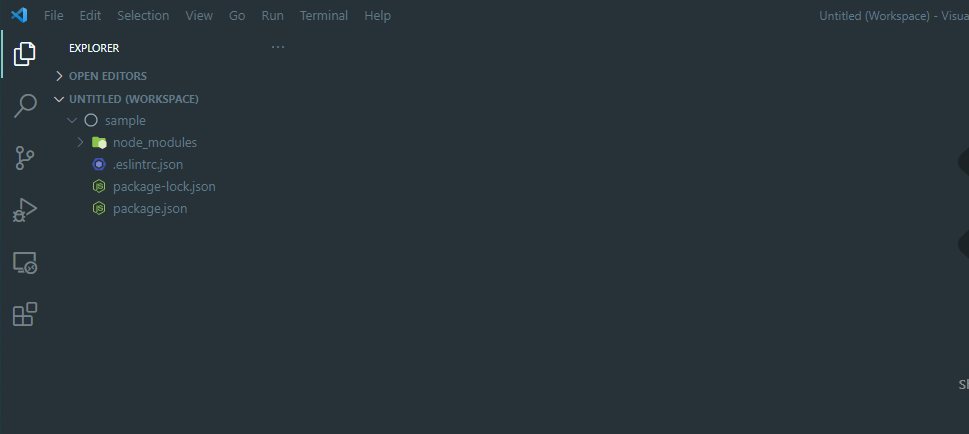 File Edit Selection View Go Run Terminal Help Untitled (Workspace) - Visua
EXPLORER
OPEN EDITORS
UNTITLED (WORKSPACE)
sample
node_modules
.eslintrc.json
package-lock.json
package.json